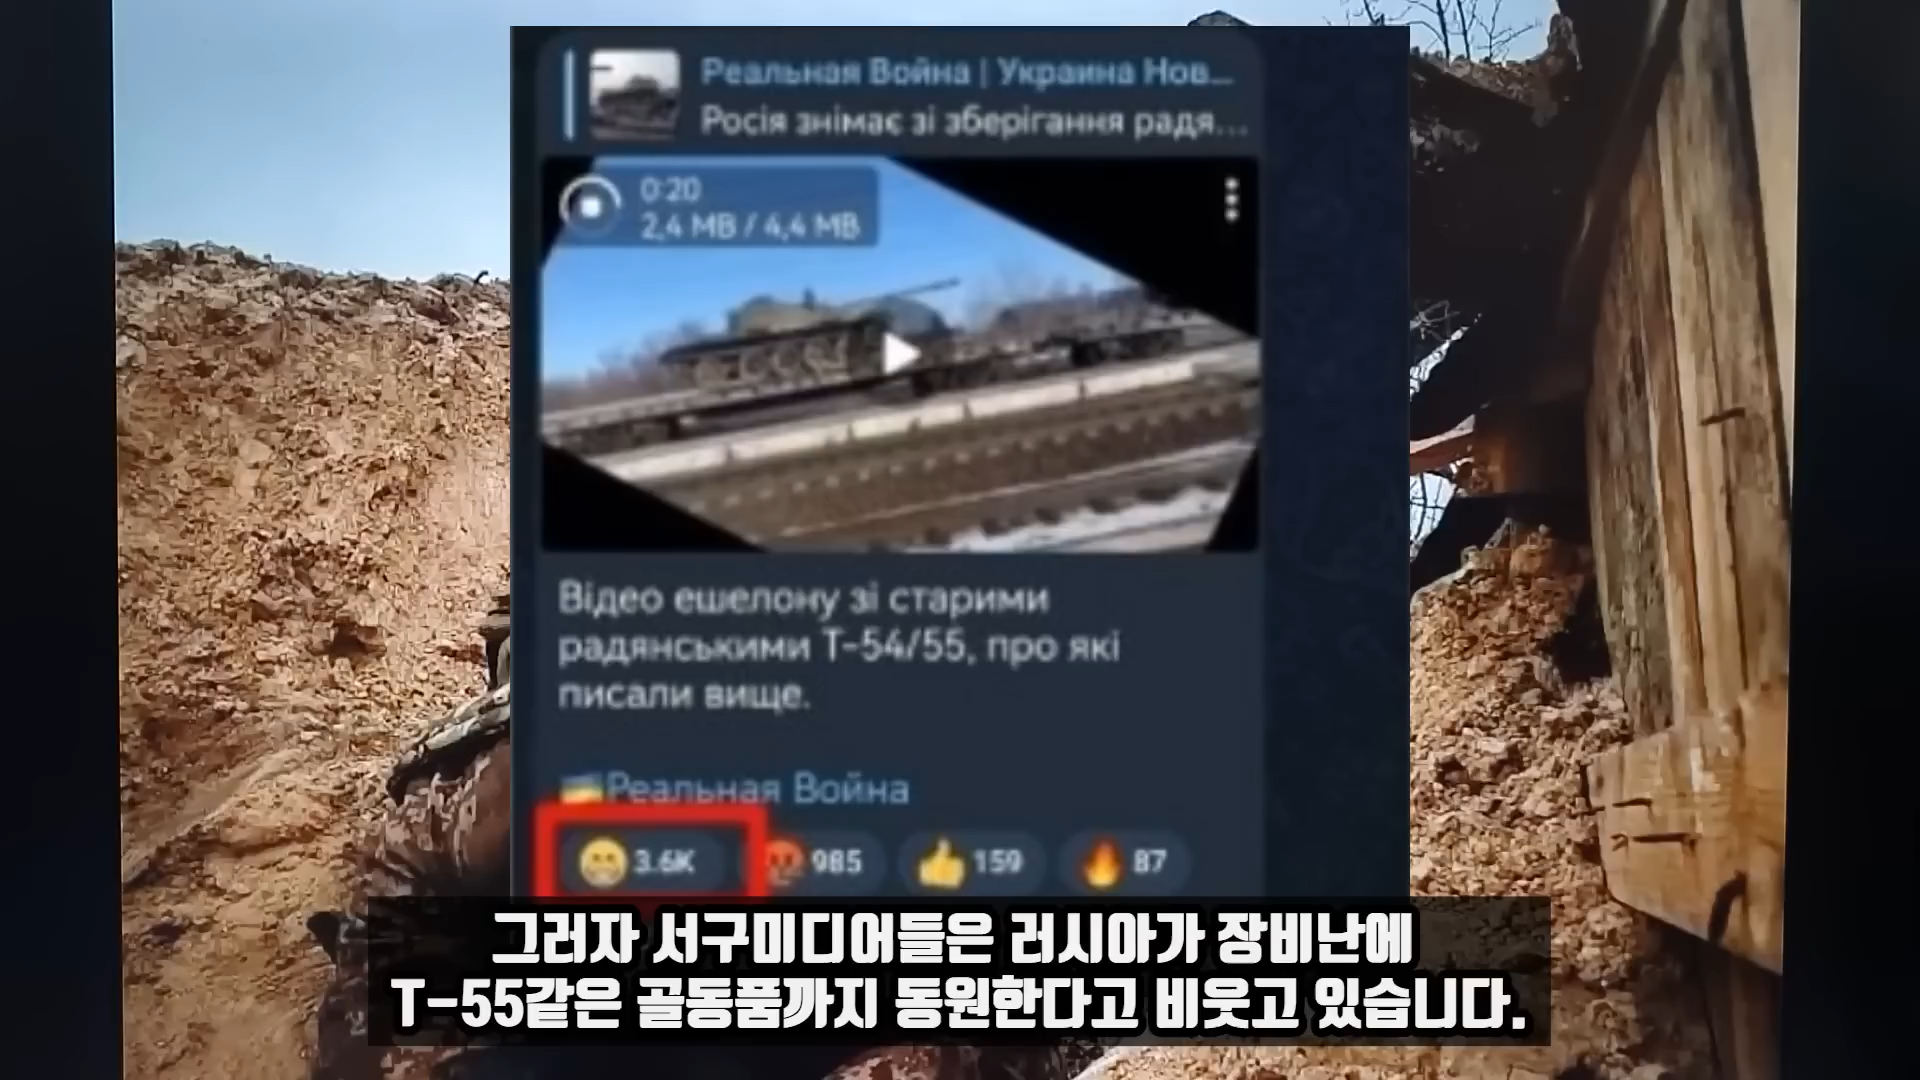 Реальная Война | Украина Нов...
Росія знімає зі зберігання радя...
0:20
2,4 MB / 4,4 MB
Відео ешелону зі старими
радянськими Т-54/55, про які
писали вище.
Реальная Война
3.6K 985 159 87
그러자 서구미디어들은 러시아가 장비난에
T-55같은 골동품까지 동원한다고 비웃고 있습니다.